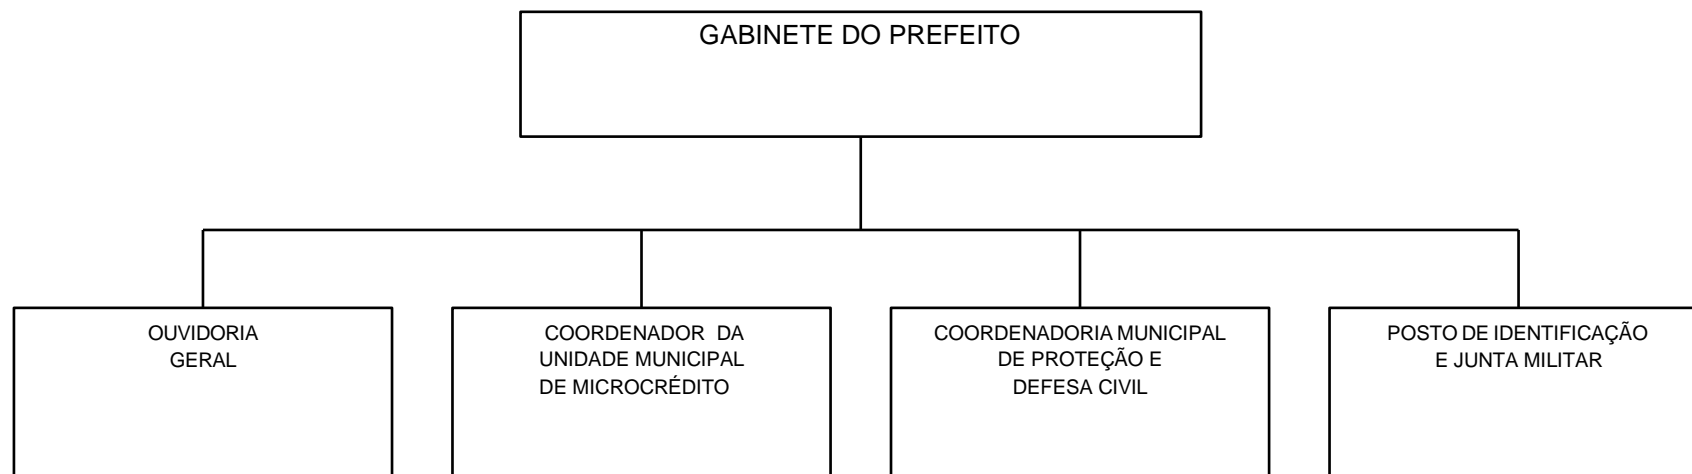 GABINETE DO PREFEITO
OUVIDORIA
GERAL
COORDENADOR DA
UNIDADE MUNICIPAL
DE MICROCRÉDITO
COORDENADORIA MUNICIPAL
DE PROTEÇÃO E
DEFESA CIVIL
POSTO DE IDENTIFICAÇÃO
E JUNTA MILITAR